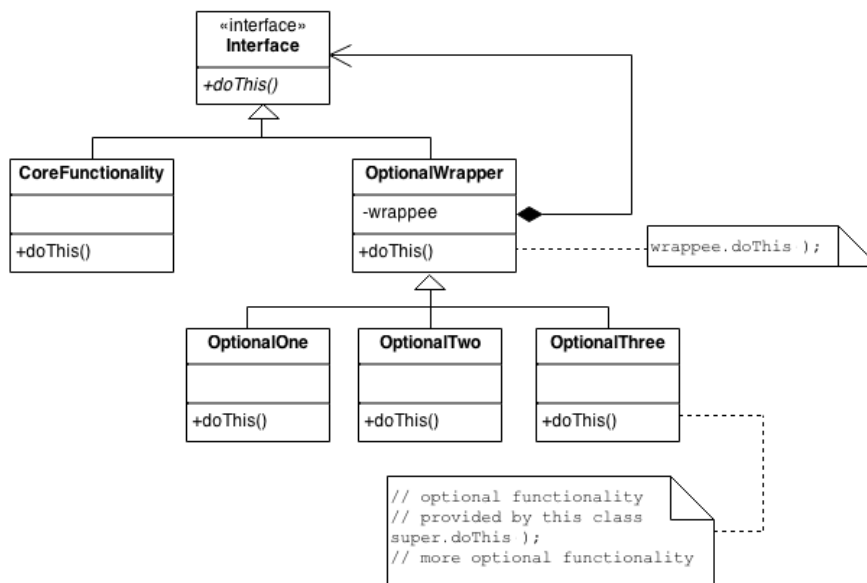 «interface»
Interface
+doThis()
CoreFunctionality
+doThis()
OptionalWrapper
-wrappee
+doThis()
wrappee.doThis );
OptionalOne
+doThis()
OptionalTwo
+doThis()
OptionalThree
+doThis()
// optional functionality
// provided by this class
super.doThis );
// more optional functionality